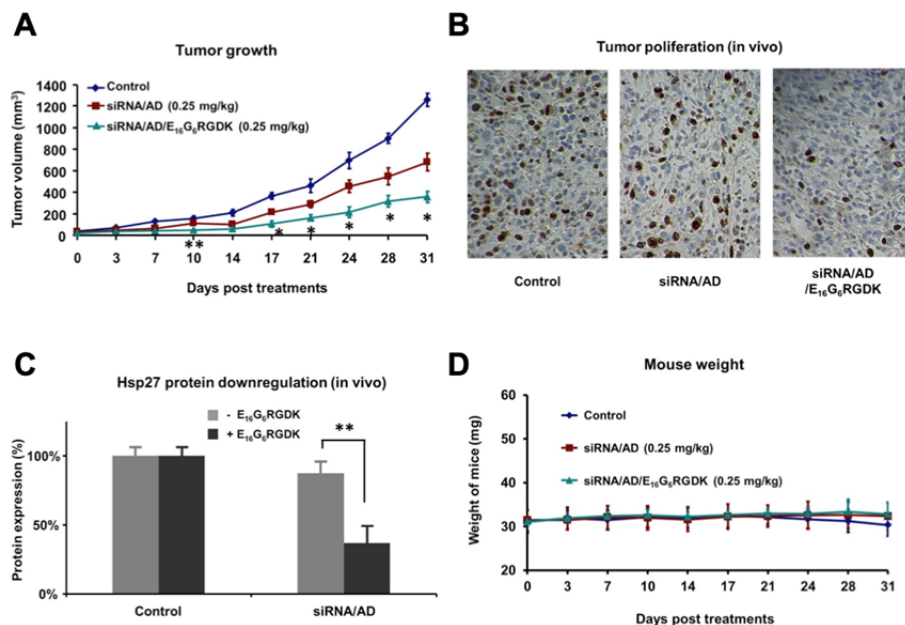 A
Tumor growth
Control
siRNA/AD (0.25 mg/kg)
siRNA/AD/E₁₆G₆RGDK (0.25 mg/kg)
Tumor volume (mm³)
1400
1200
1000
800
600
400
200
0
** * * * * *
0 3 7 10 14 17 21 24 28 31
Days post treatments
B
Tumor poliferation (in vivo)
Control
siRNA/AD
siRNA/AD
/E₁₆G₆RGDK
C
Hsp27 protein downregulation (in vivo)
- E₁₆G₆RGDK
+ E₁₆G₆RGDK
**
Protein expression (%)
100%
50%
0%
Control
siRNA/AD
D
Mouse weight
Control
siRNA/AD (0.25 mg/kg)
siRNA/AD/E₁₆G₆RGDK (0.25 mg/kg)
Weight of mice (mg)
60
50
40
30
20
0 3 7 10 14 17 21 24 28 31
Days post treatments